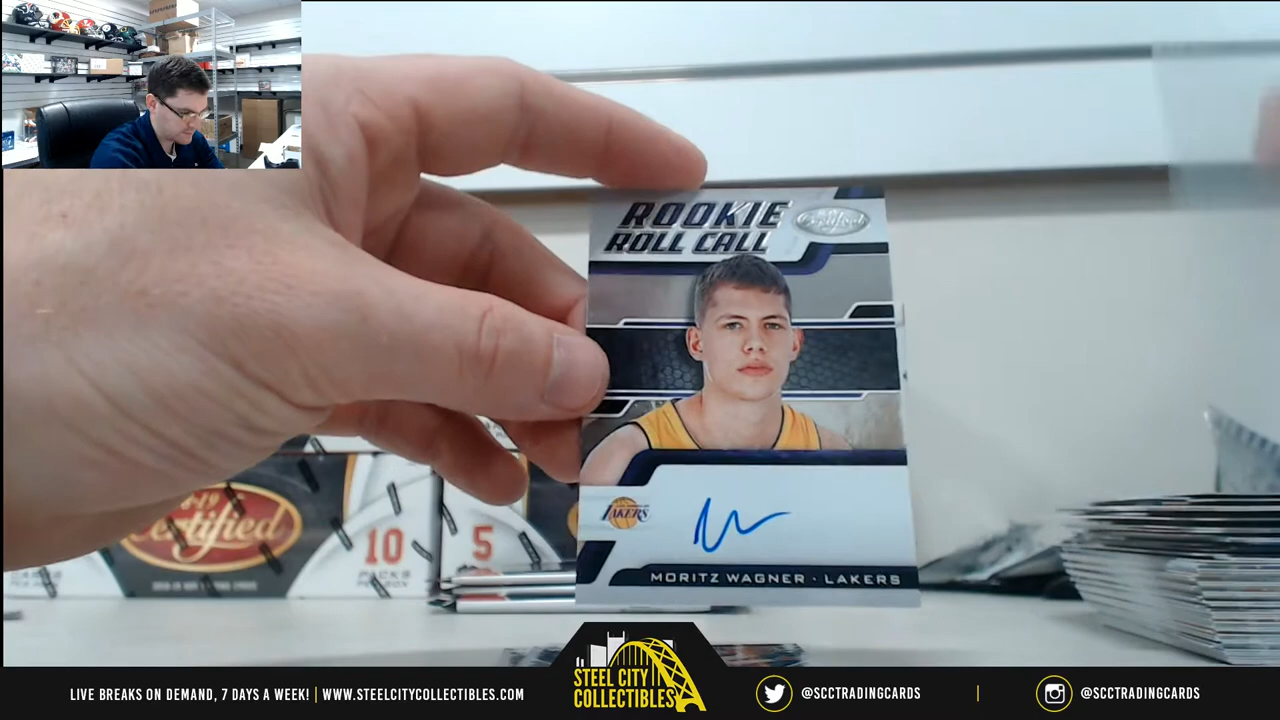 ROOKIE
ROLL CALL
Certified
LAKERS
MORITZ WAGNER · LAKERS
Certified
10
PACKS
5
STEEL CITY
COLLECTIBLES
LIVE BREAKS ON DEMAND, 7 DAYS A WEEK! | WWW.STEELCITYCOLLECTIBLES.COM
@SCCTRADINGCARDS | @SCCTRADINGCARDS